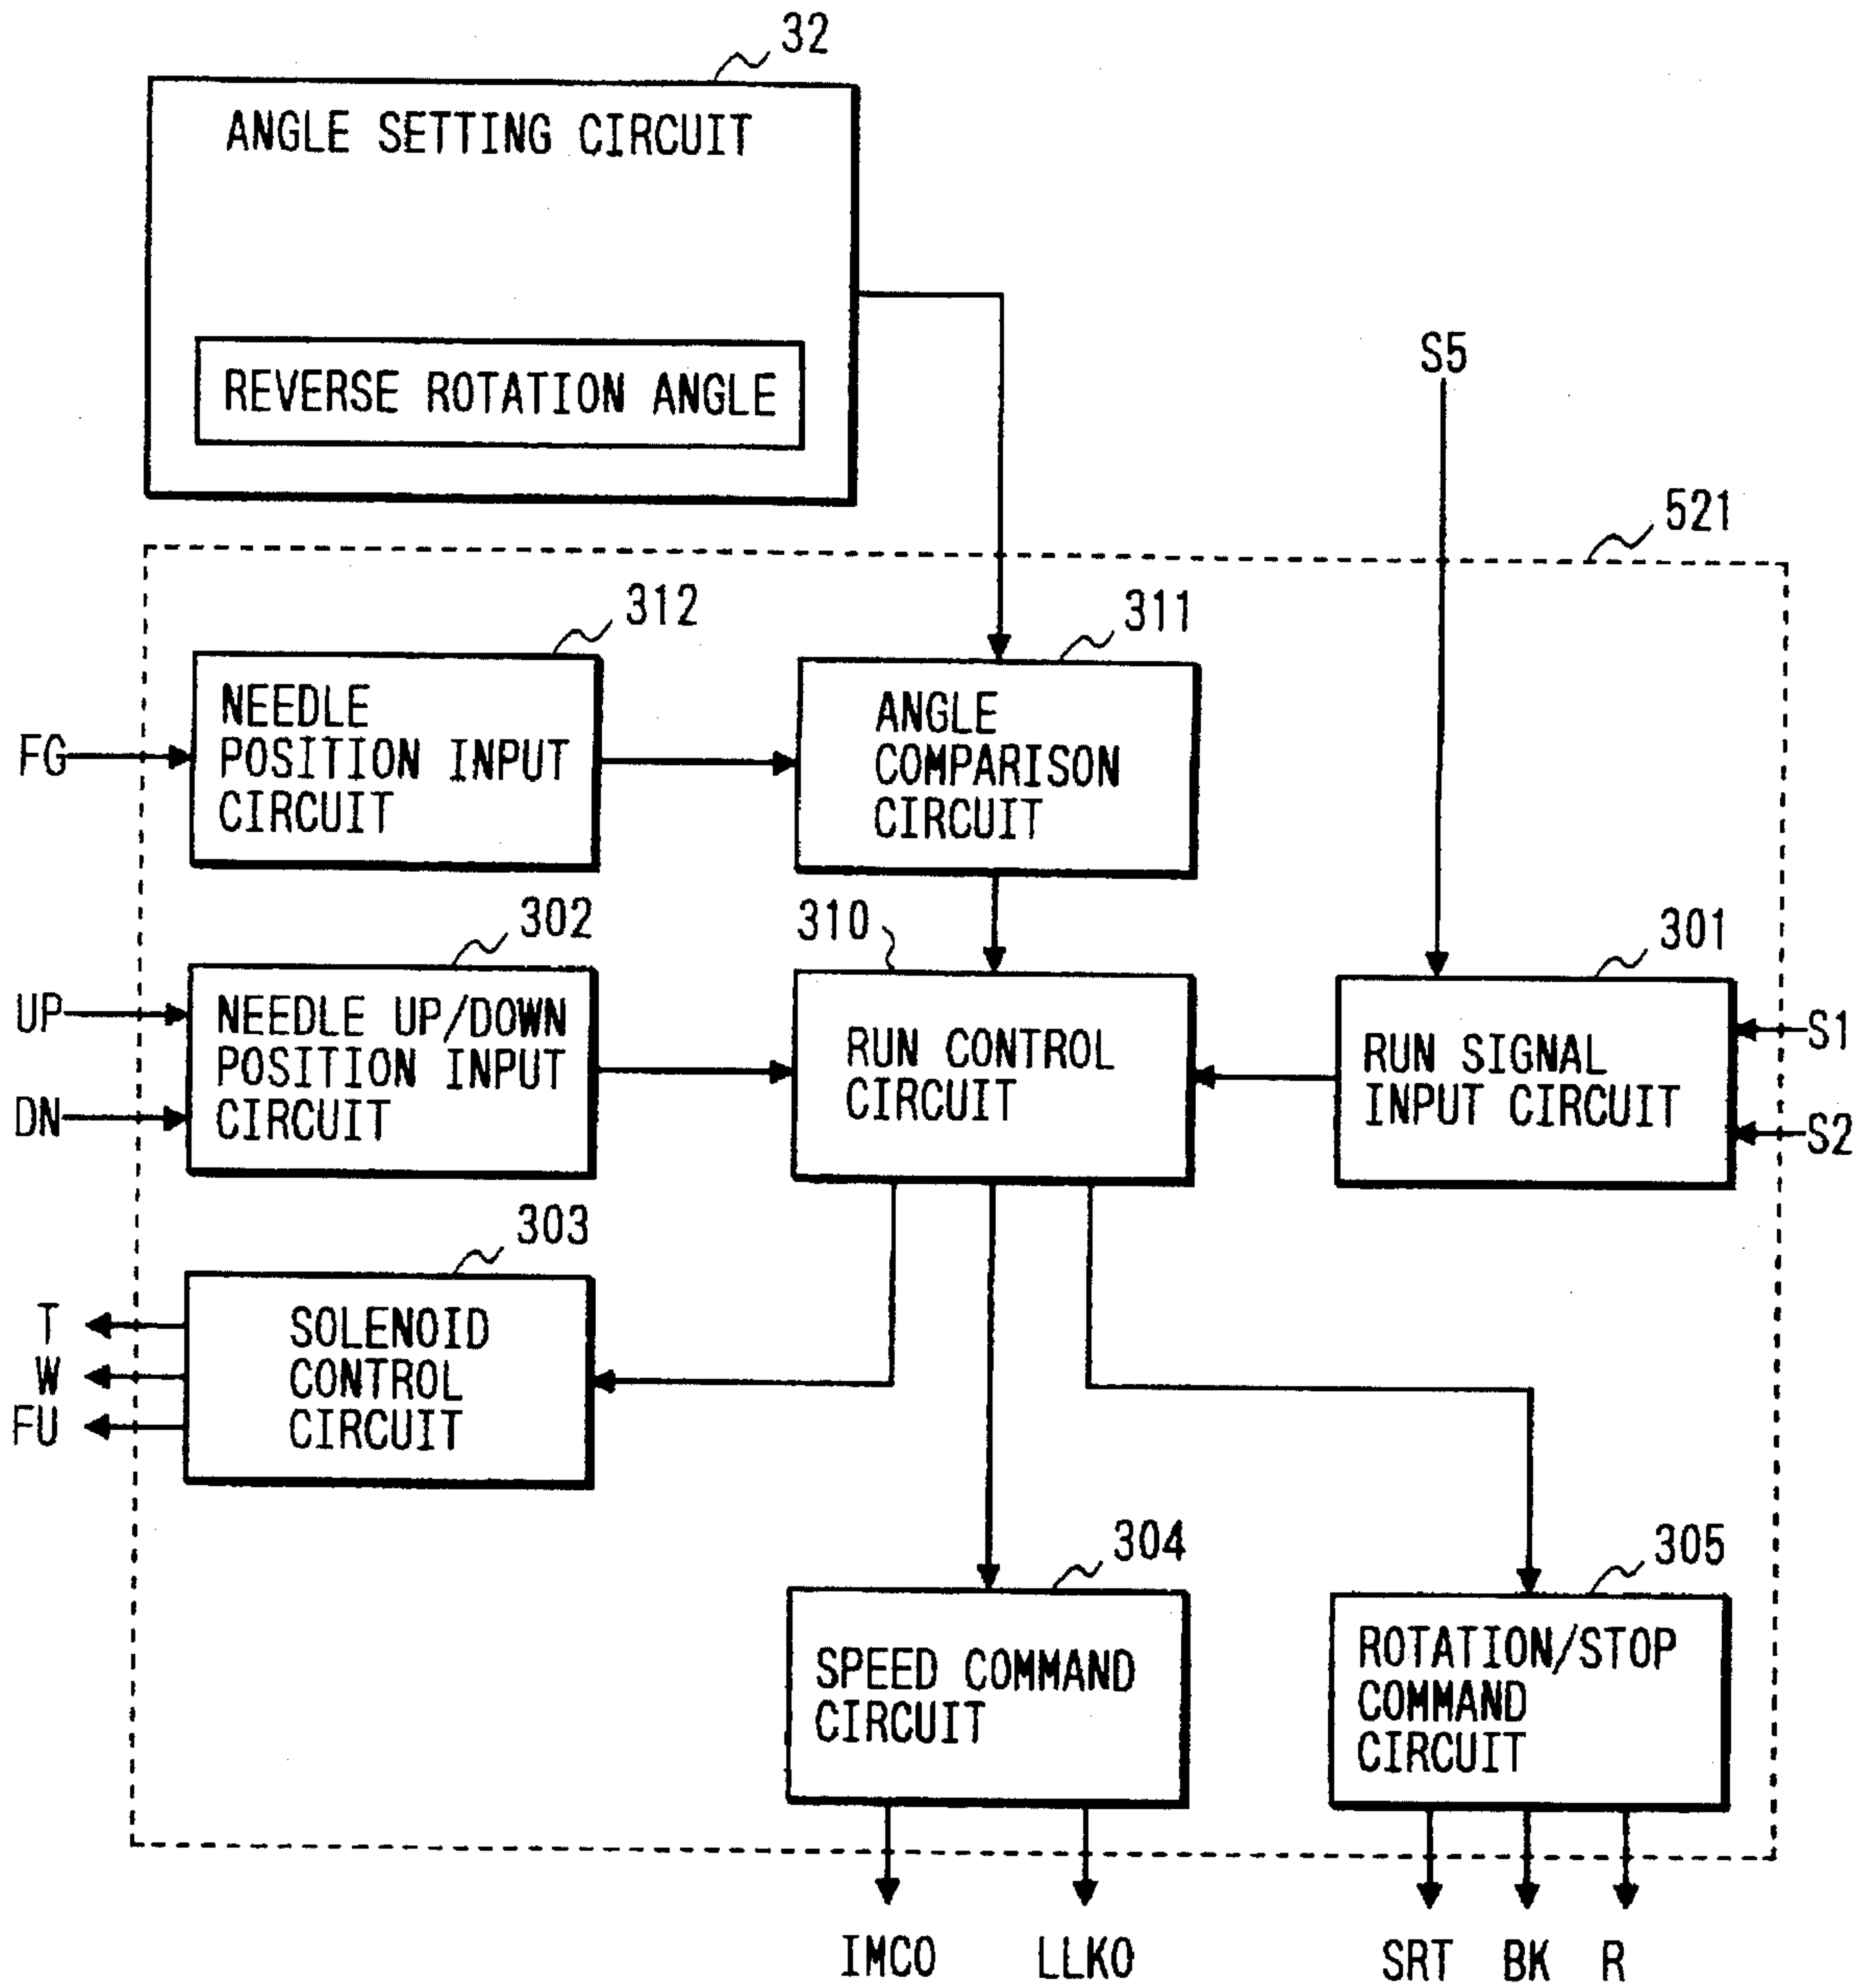 32
ANGLE SETTING CIRCUIT
REVERSE ROTATION ANGLE
S5
521
312
311
NEEDLE
POSITION INPUT
CIRCUIT
ANGLE
COMPARISON
CIRCUIT
FG
302
310
301
UP
DN
NEEDLE UP/DOWN
POSITION INPUT
CIRCUIT
RUN CONTROL
CIRCUIT
RUN SIGNAL
INPUT CIRCUIT
S1
S2
303
T
W
FU
SOLENOID
CONTROL
CIRCUIT
304
305
SPEED COMMAND
CIRCUIT
ROTATION/STOP
COMMAND
CIRCUIT
IMCO
LLKO
SRT
BK
R